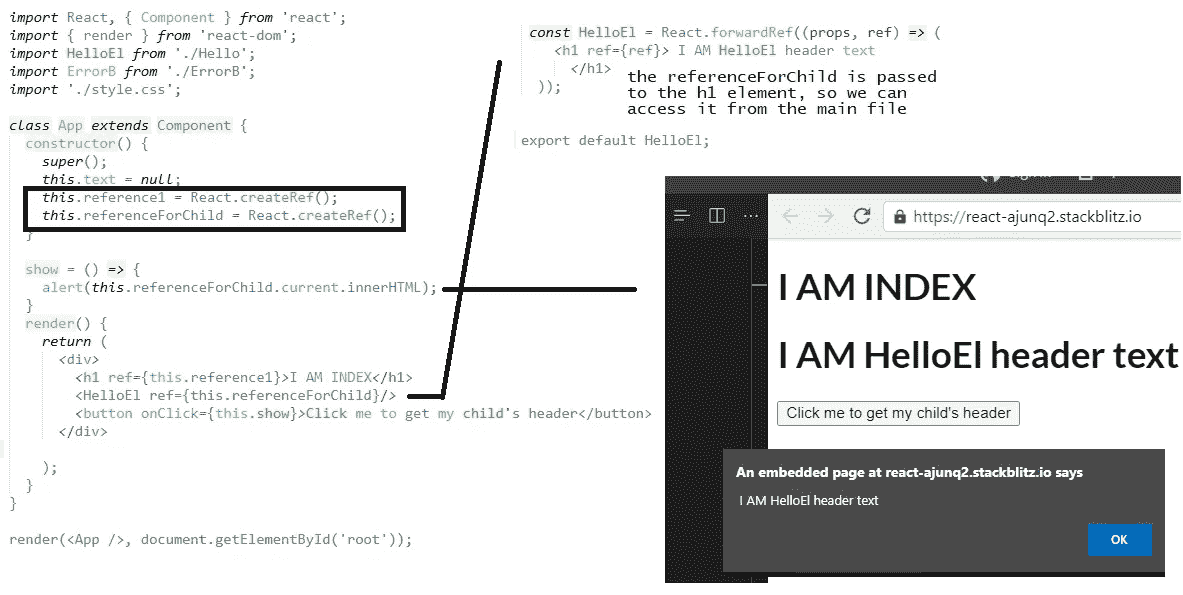 import React, { Component } from 'react';
import { render } from 'react-dom';
import HelloEl from './Hello';
import ErrorB from './ErrorB';
import './style.css';
class App extends Component {
constructor() {
super();
this.text = null;
this.reference1 = React.createRef();
this.referenceForChild = React.createRef();
}
show = () => {
alert(this.referenceForChild.current.innerHTML);
}
render() {
return (
<div>
<h1 ref={this.reference1}>I AM INDEX</h1>
<HelloEl ref={this.referenceForChild}/>
<button onClick={this.show}>Click me to get my child's header</button>
</div>
);
}
}
render(<App />, document.getElementById('root'));
const HelloEl = React.forwardRef((props, ref) => (
<h1 ref={ref}> I AM HelloEl header text
</h1>
));
the referenceForChild is passed
to the h1 element, so we can
access it from the main file
export default HelloEl;
https://react-ajunq2.stackblitz.io
I AM INDEX
I AM HelloEl header text
Click me to get my child's header
An embedded page at react-ajunq2.stackblitz.io says
I AM HelloEl header text
OK